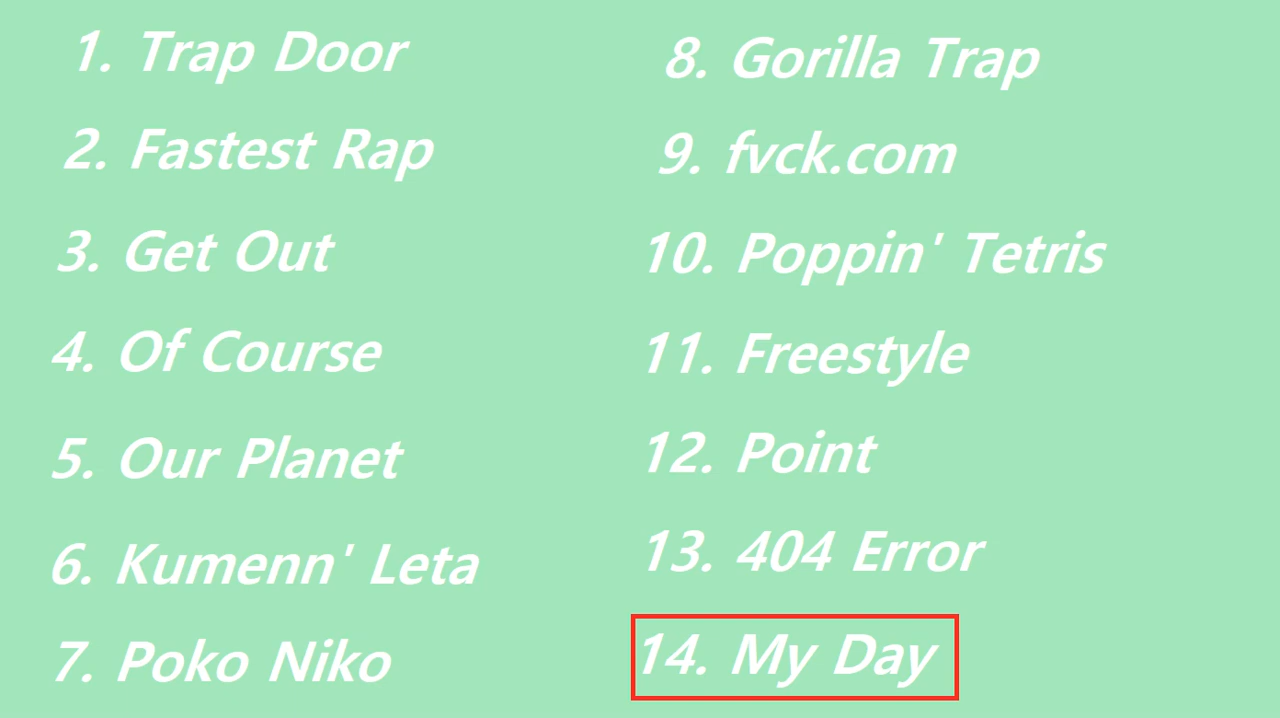 1. Trap Door
2. Fastest Rap
3. Get Out
4. Of Course
5. Our Planet
6. Kumenn' Leta
7. Poko Niko
8. Gorilla Trap
9. fvck.com
10. Poppin' Tetris
11. Freestyle
12. Point
13. 404 Error
14. My Day